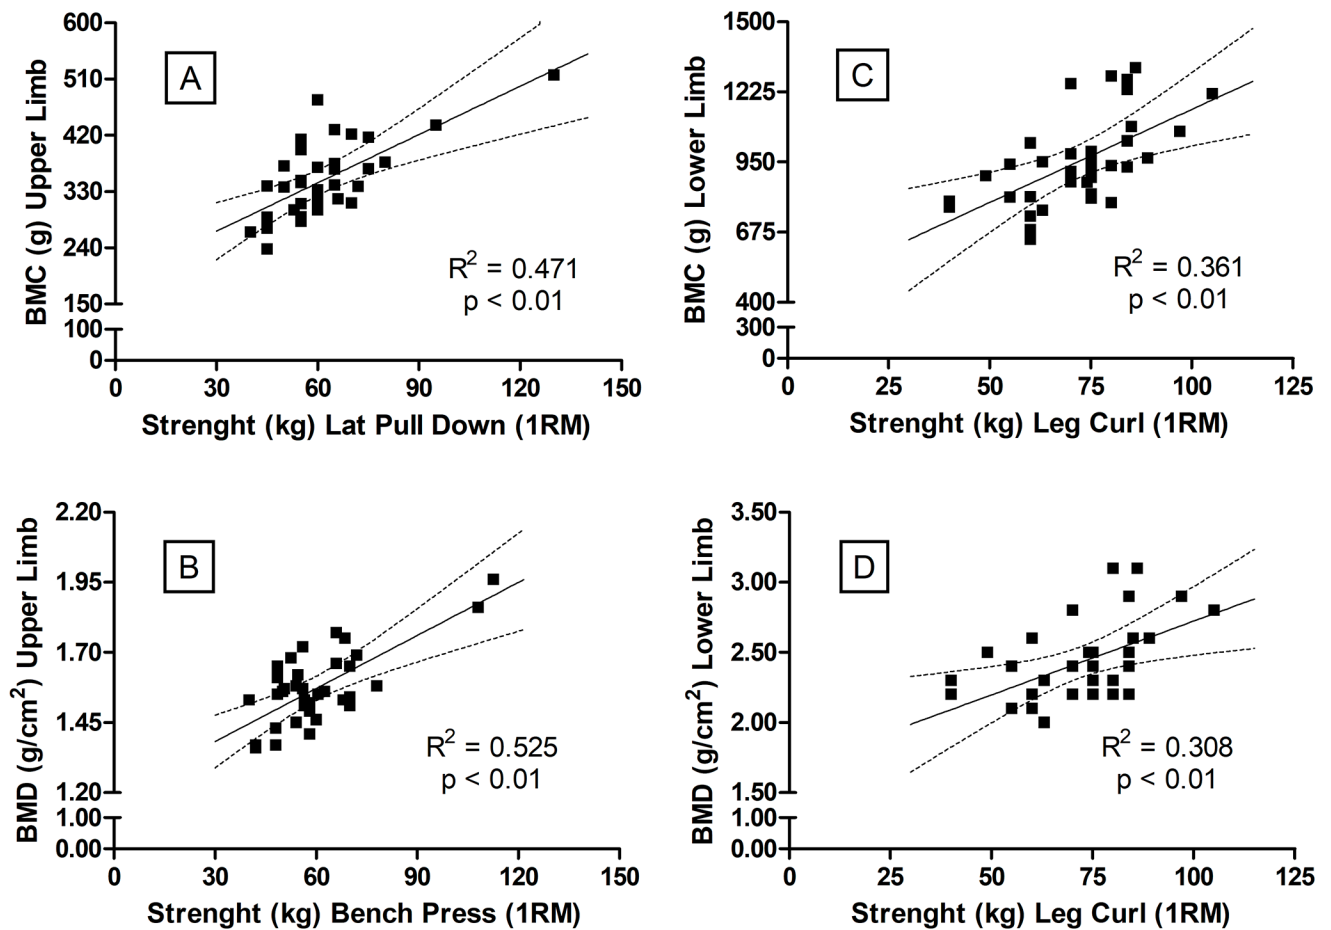 A
BMC (g) Upper Limb
600
510
420
330
240
150
100
0
R² = 0.471
p < 0.01
0 30 60 90 120 150
Strenght (kg) Lat Pull Down (1RM)
C
BMC (g) Lower Limb
1500
1225
950
675
400
300
0
R² = 0.361
p < 0.01
0 25 50 75 100 125
Strenght (kg) Leg Curl (1RM)
B
BMD (g/cm²) Upper Limb
2.20
1.95
1.70
1.45
1.20
1.00
0.00
R² = 0.525
p < 0.01
0 30 60 90 120 150
Strenght (kg) Bench Press (1RM)
D
BMD (g/cm²) Lower Limb
3.50
3.00
2.50
2.00
1.50
1.00
0.00
R² = 0.308
p < 0.01
0 25 50 75 100 125
Strenght (kg) Leg Curl (1RM)